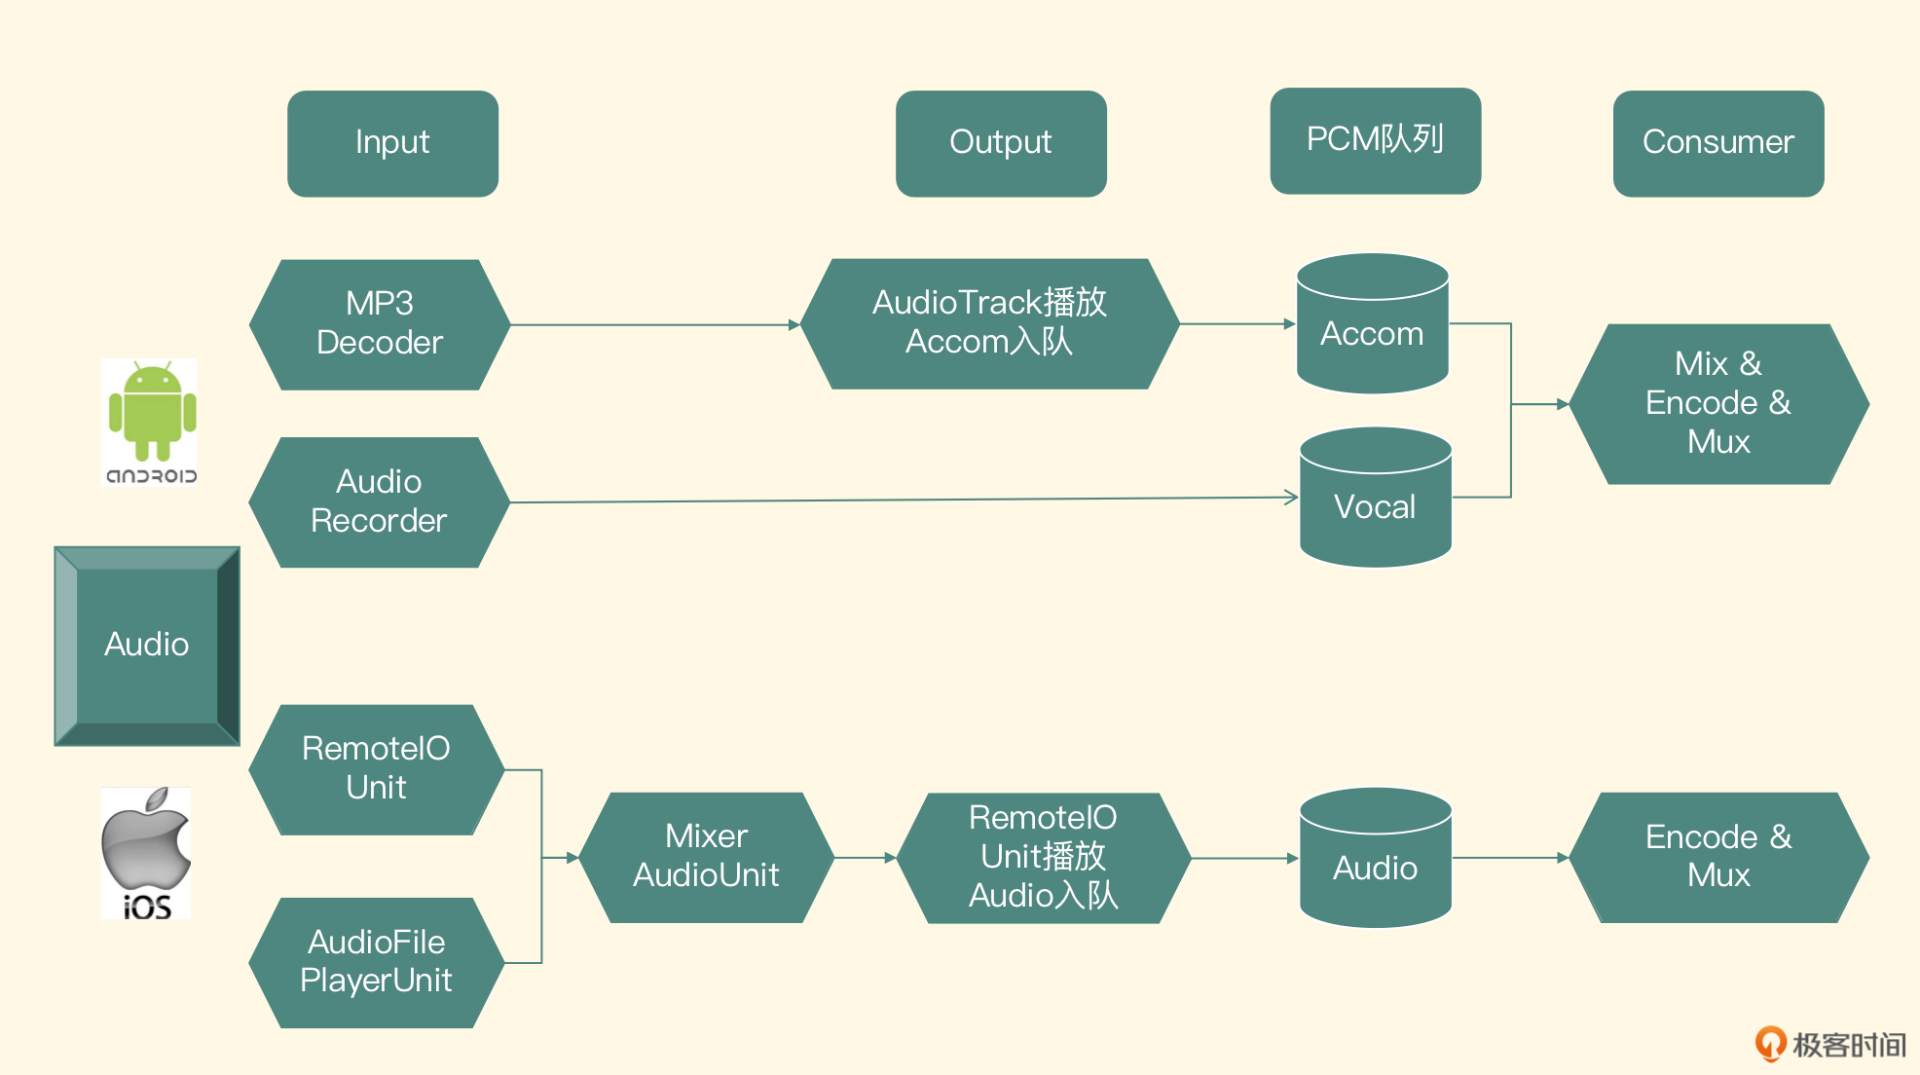 Input
Output
PCM队列
Consumer
MP3
Decoder
AudioTrack播放
Accom入队
Accom
Mix &
Encode &
Mux
ANDROID
Audio
Recorder
Vocal
Audio
RemoteIO
Unit
Mixer
AudioUnit
RemoteIO
Unit播放
Audio入队
Audio
Encode &
Mux
iOS
AudioFile
PlayerUnit
极客时间